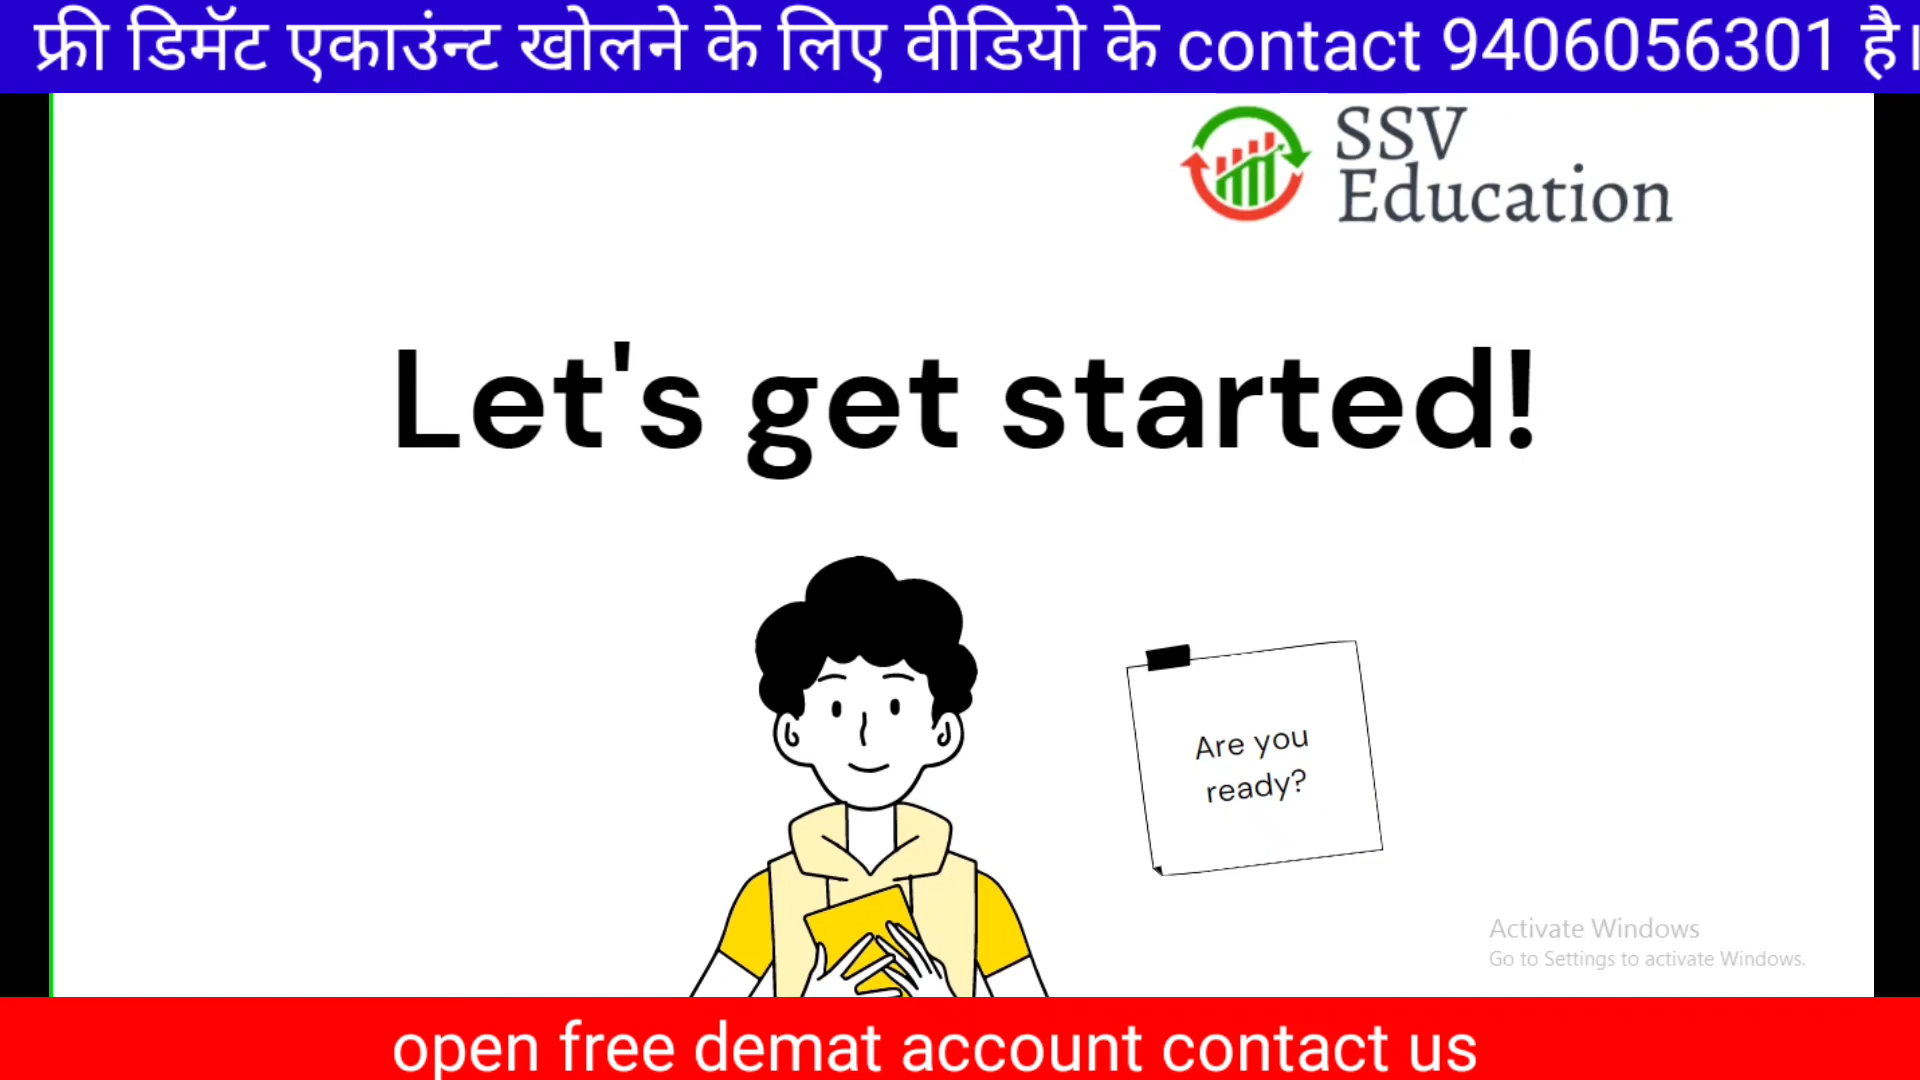 फ्री डिमॅट एकाउंन्ट खोलने के लिए वीडियो के contact 9406056301 है।
SSV
Education
Let's get started!
Are you
ready?
Activate Windows
Go to Settings to activate Windows.
open free demat account contact us